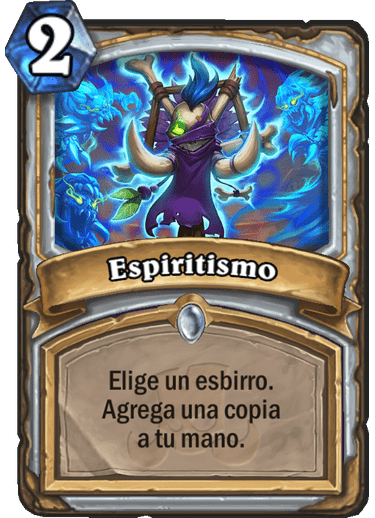 2
Espiritismo
Elige un esbirro.
Agrega una copia
a tu mano.